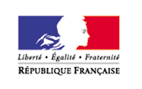 Liberté • Égalité • Fraternité
RÉPUBLIQUE FRANÇAISE